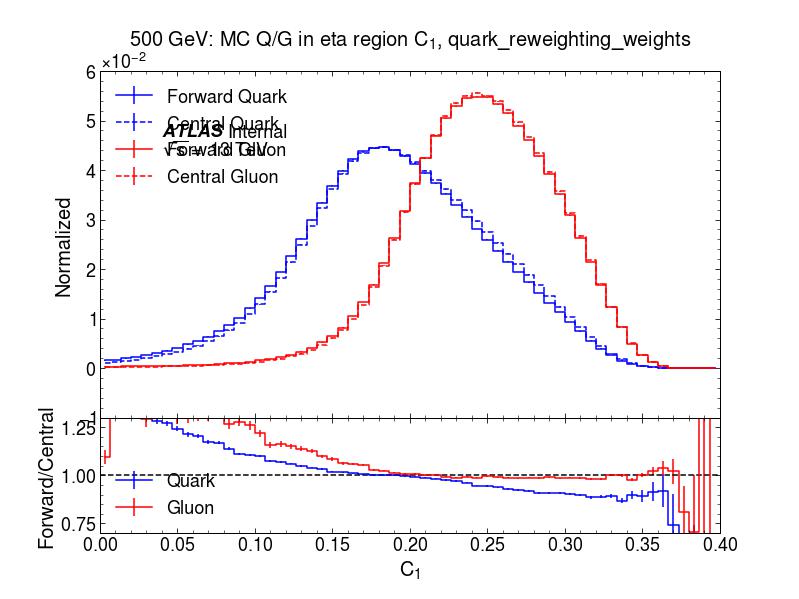 500 GeV: MC Q/G in eta region C₁, quark_reweighting_weights
×10⁻²
6
5
4
3
2
1
0
1
Normalized
Forward Quark
Central Quark
ATLAS Internal
√s = 13 TeV
Forward Gluon
Central Gluon
Forward/Central
1.25
1.00
0.75
Quark
Gluon
0.00 0.05 0.10 0.15 0.20 0.25 0.30 0.35 0.40
C₁